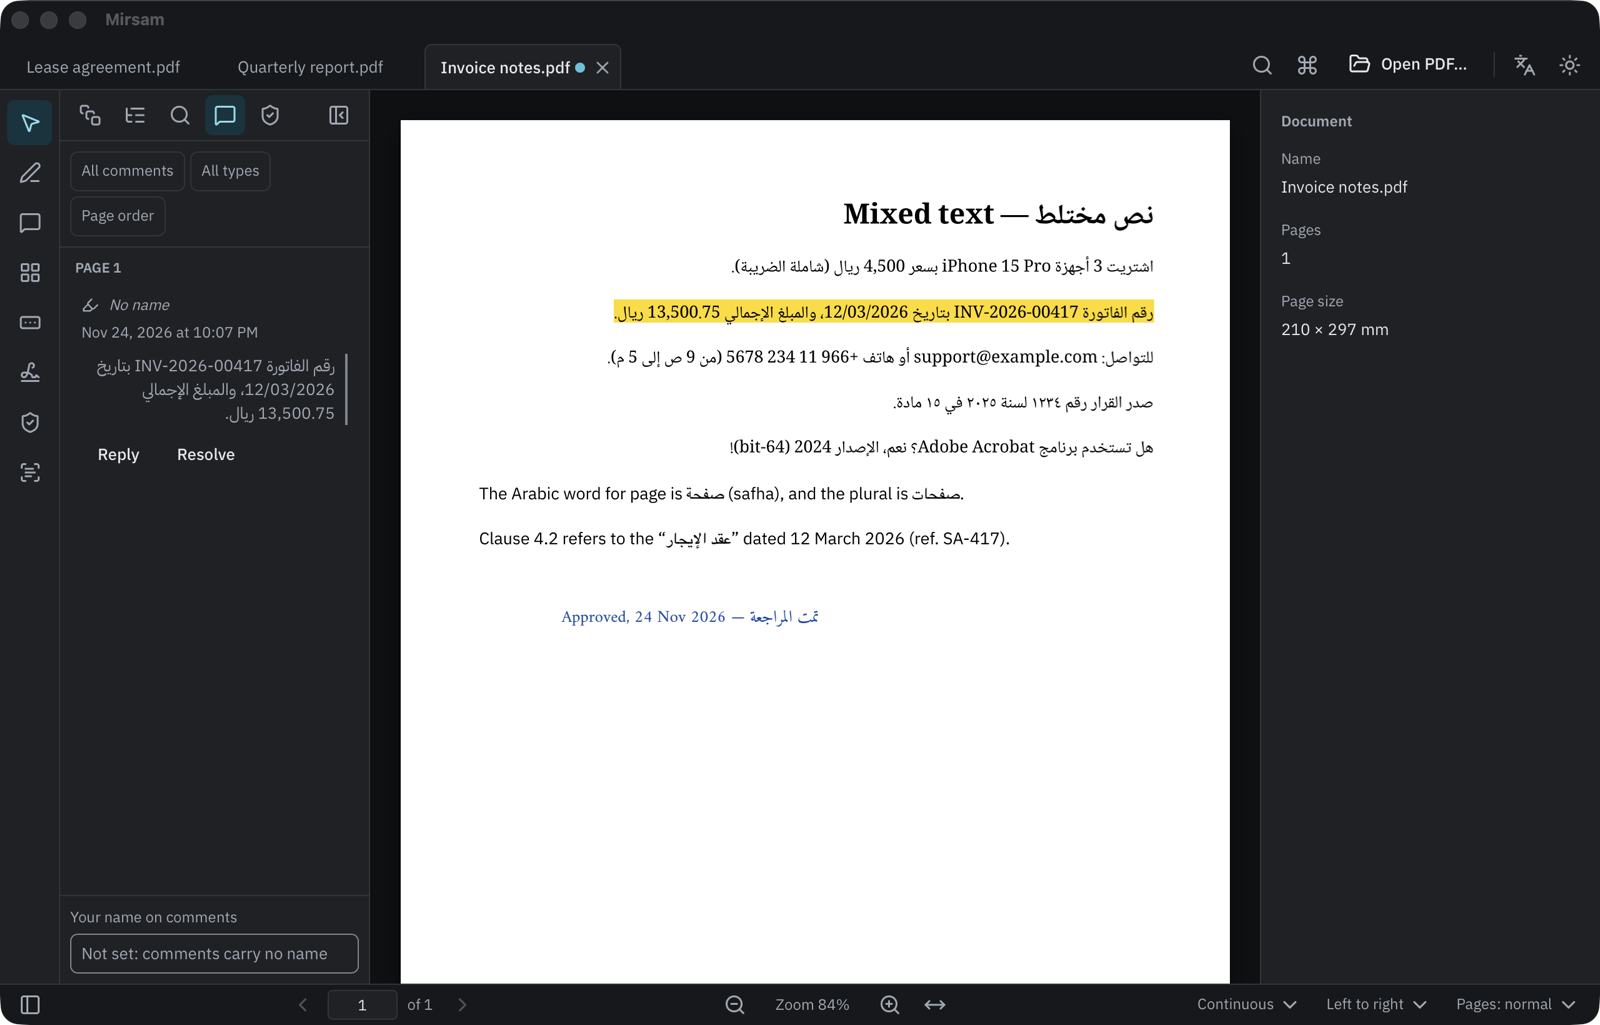 Mirsam
Lease agreement.pdf
Quarterly report.pdf
Invoice notes.pdf
Open PDF...
All comments
All types
Page order
PAGE 1
No name
Nov 24, 2026 at 10:07 PM
رقم الفاتورة INV-2026-00417 بتاريخ
12/03/2026، والمبلغ الإجمالي
13,500.75 ريال.
Reply
Resolve
Your name on comments
Not set: comments carry no name
نص مختلط — Mixed text
اشتريت 3 أجهزة iPhone 15 Pro بسعر 4,500 ريال (شاملة الضريبة).
رقم الفاتورة INV-2026-00417 بتاريخ 12/03/2026، والمبلغ الإجمالي 13,500.75 ريال.
للتواصل: support@example.com أو هاتف +966 11 234 5678 (من 9 ص إلى 5 م).
صدر القرار رقم ١٢٣٤ لسنة ٢٠٢٥ في ١٥ مادة.
هل تستخدم برنامج Adobe Acrobat؟ نعم، الإصدار 2024 (64-bit)!
The Arabic word for page is صفحة (safha), and the plural is صفحات.
Clause 4.2 refers to the “عقد الإيجار” dated 12 March 2026 (ref. SA-417).
تمت المراجعة — Approved, 24 Nov 2026
Document
Name
Invoice notes.pdf
Pages
1
Page size
210 × 297 mm
1
of 1
Zoom 84%
Continuous
Left to right
Pages: normal